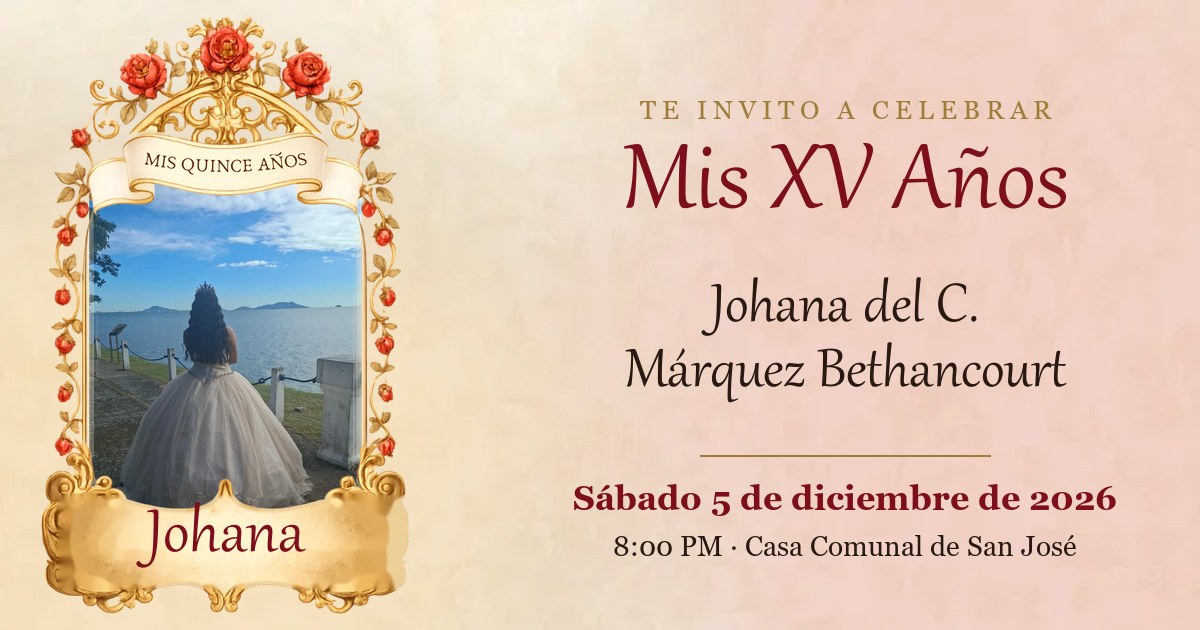 MIS QUINCE AÑOS
Johana
TE INVITO A CELEBRAR
Mis XV Años
Johana del C.
Márquez Bethancourt
Sábado 5 de diciembre de 2026
8:00 PM · Casa Comunal de San José